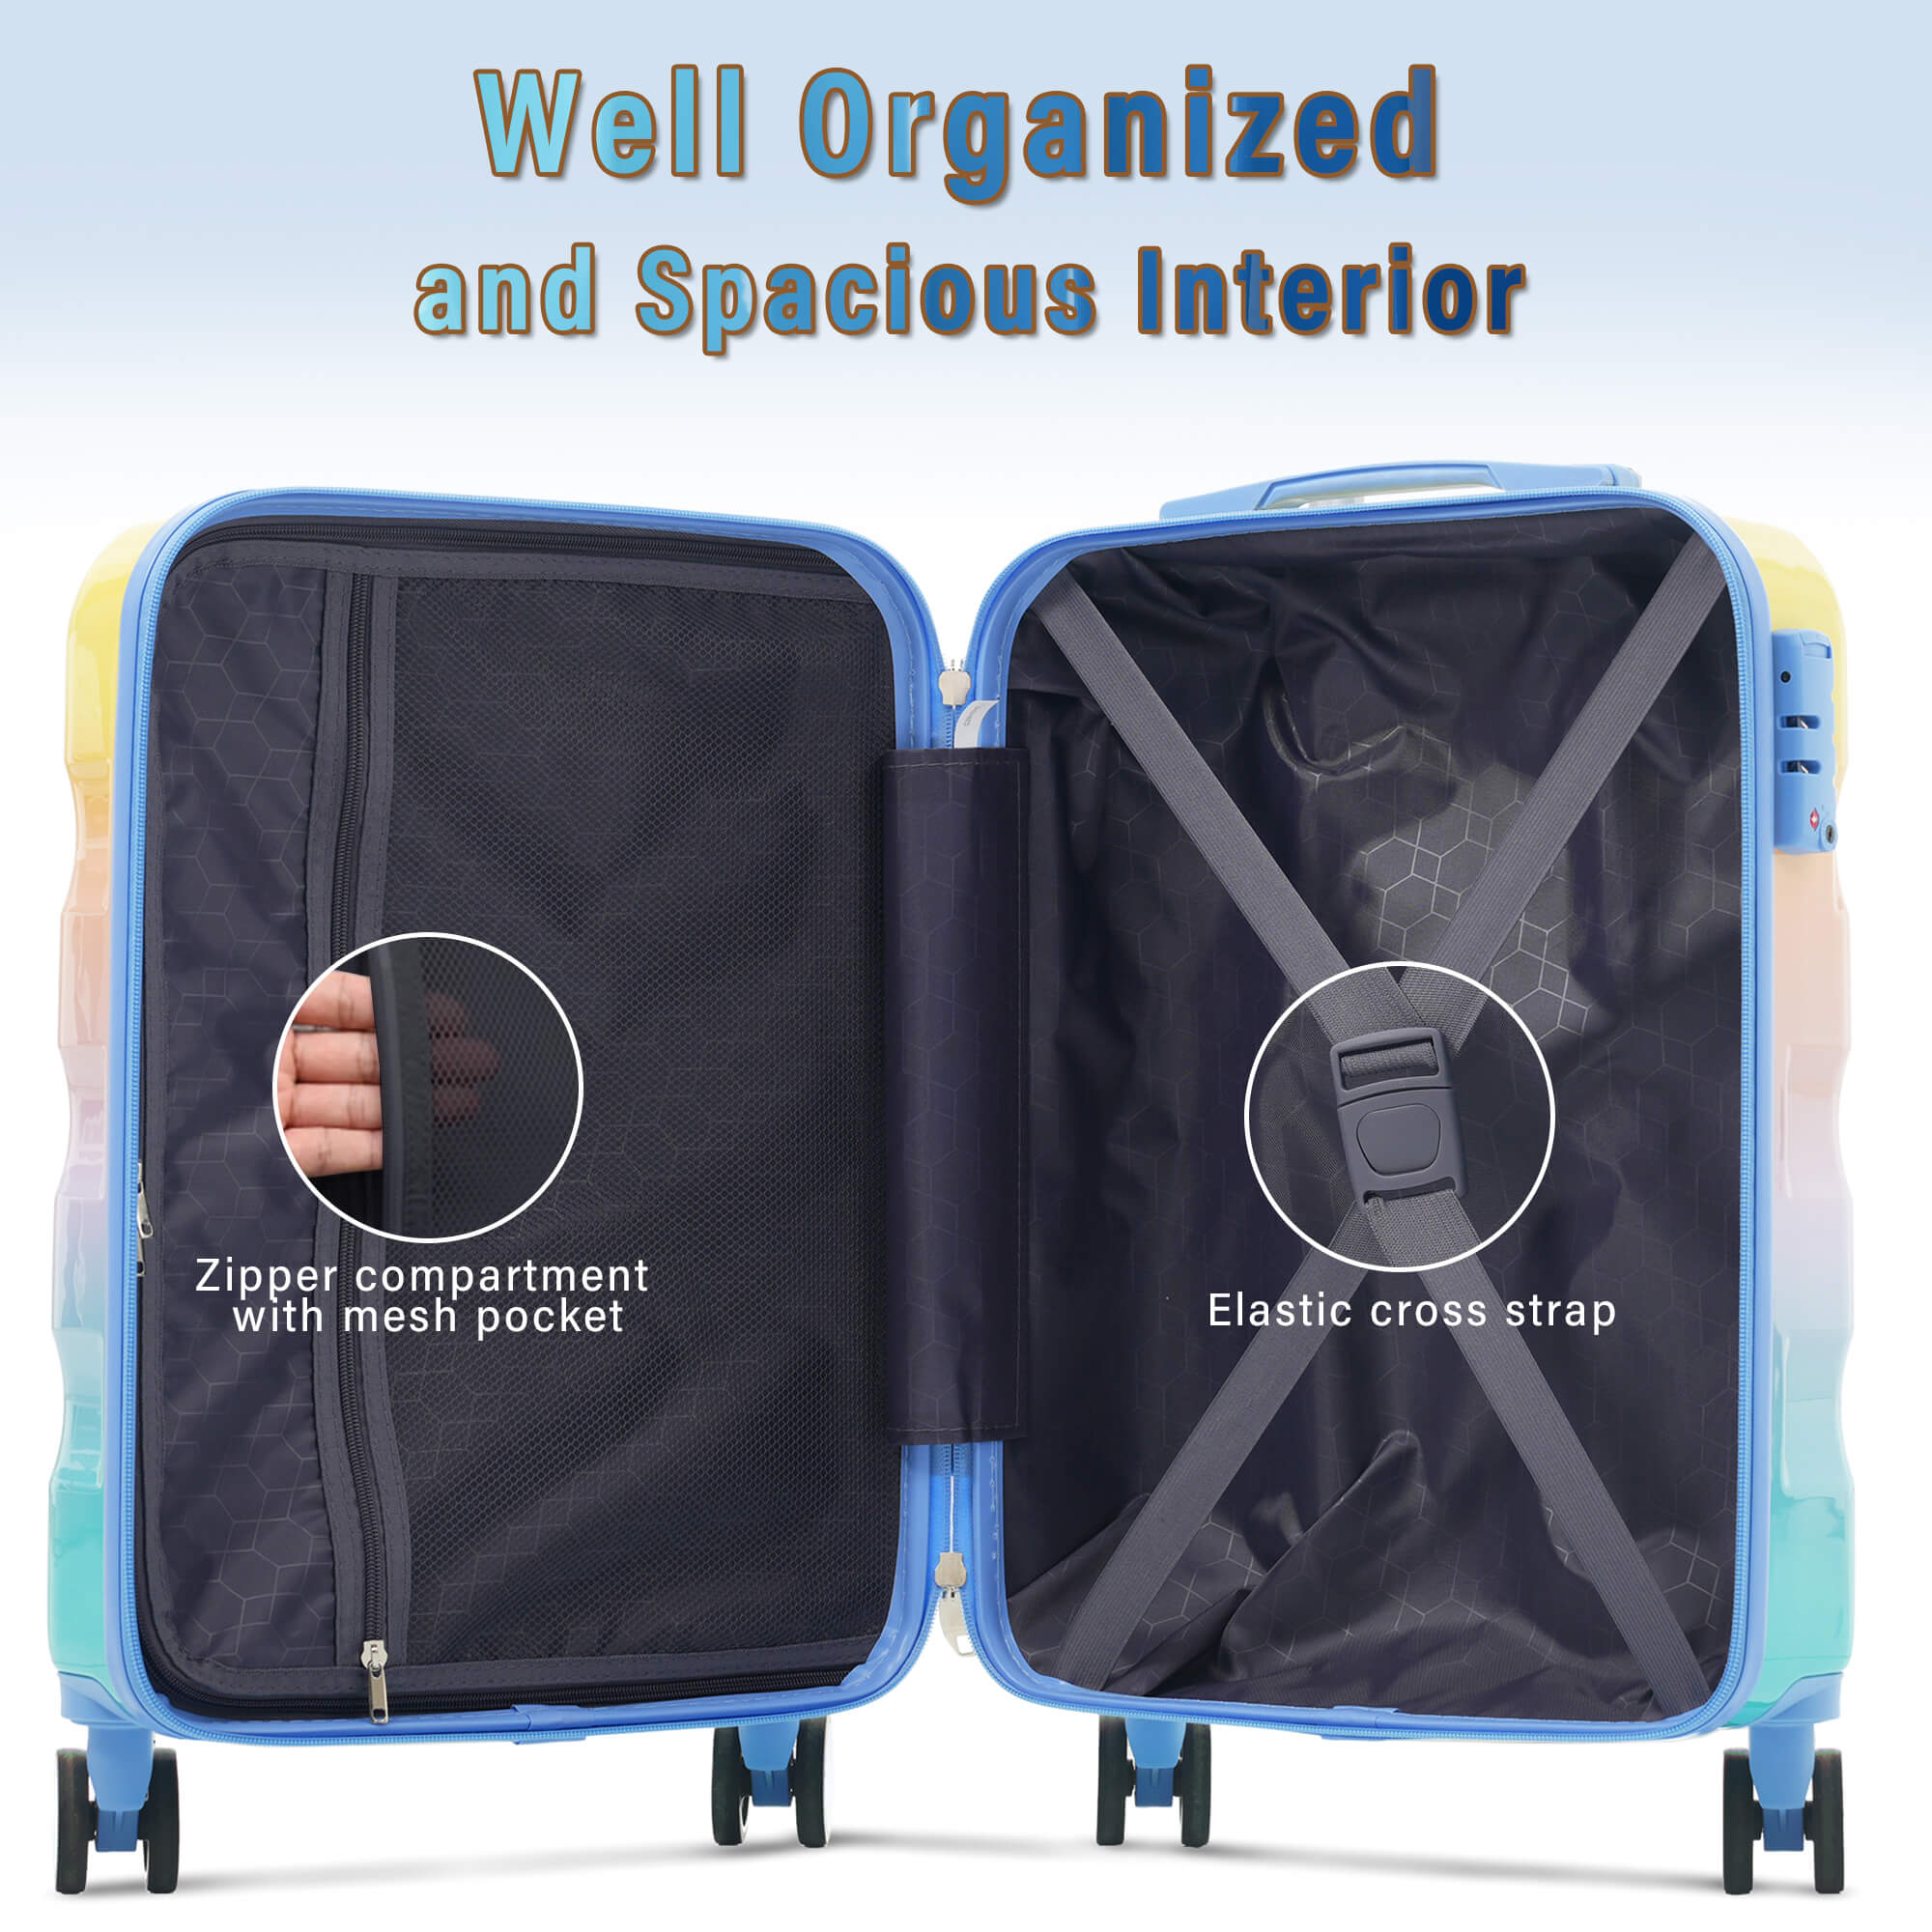 Well Organized
and Spacious Interior
Zipper compartment
with mesh pocket
Elastic cross strap